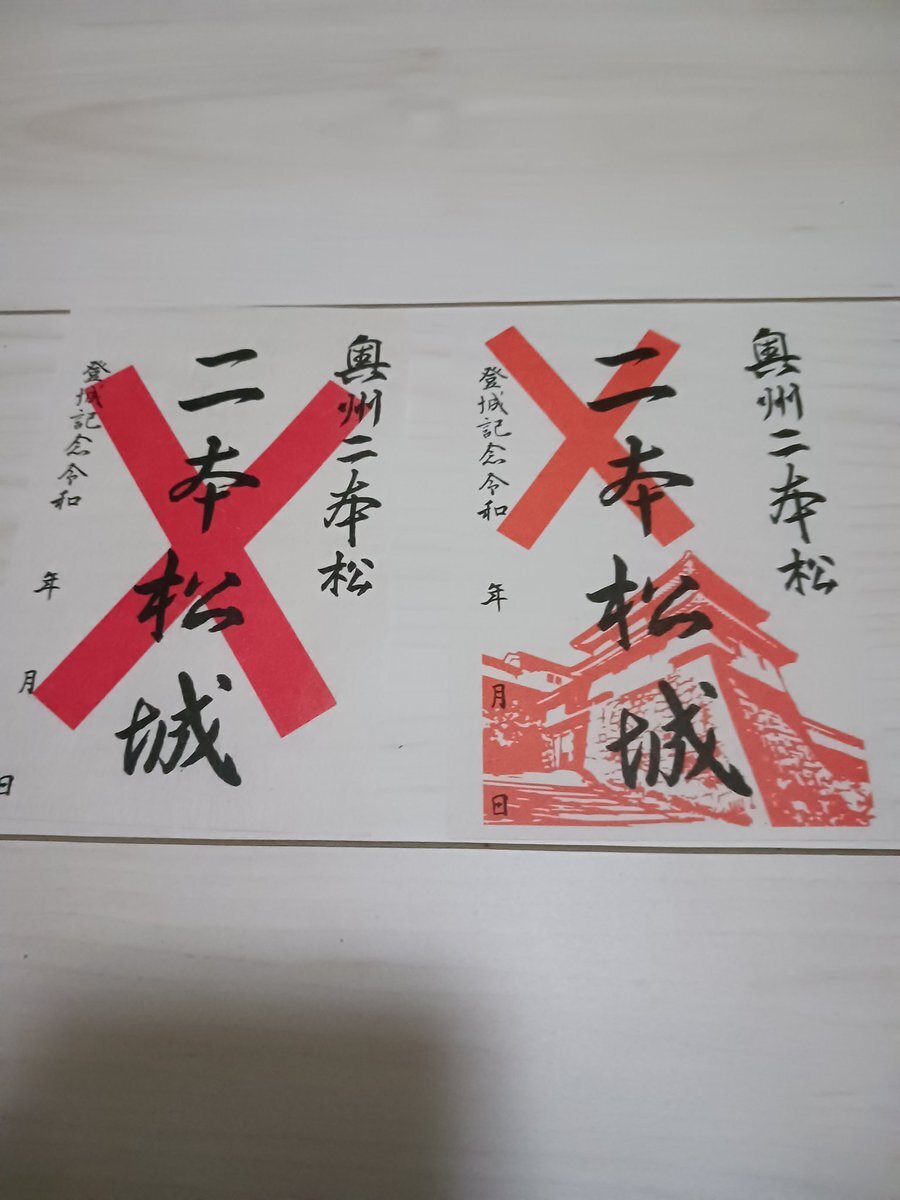 奥州二本松
二本松城
登城記念令和
年
月
日
奥州二本松
二本松城
登城記念令和
年
月
日